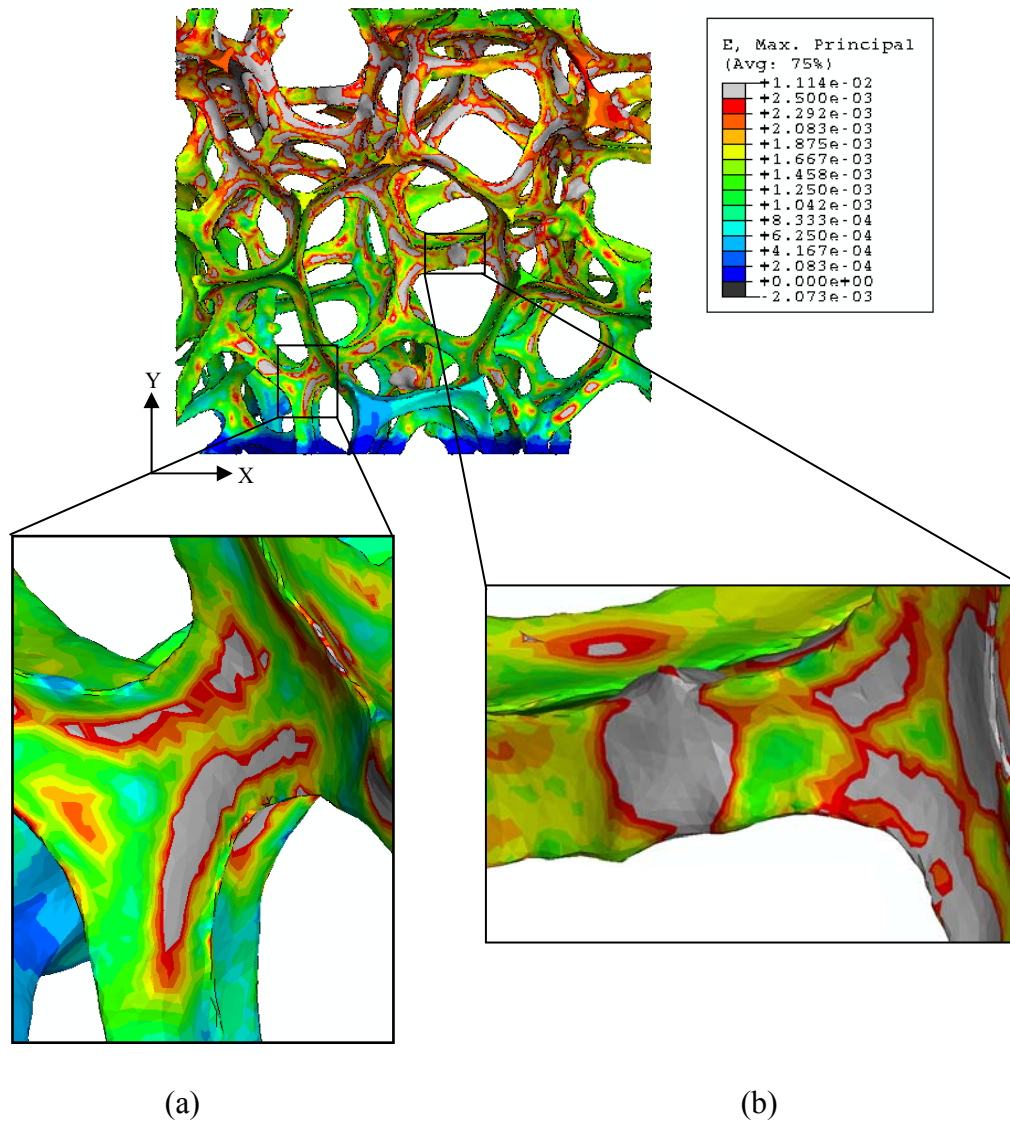 E, Max. Principal
(Avg: 75%)
+1.114e-02
+2.500e-03
+2.292e-03
+2.083e-03
+1.875e-03
+1.667e-03
+1.458e-03
+1.250e-03
+1.042e-03
+8.333e-04
+6.250e-04
+4.167e-04
+2.083e-04
+0.000e+00
-2.073e-03
Y
X
(a)
(b)